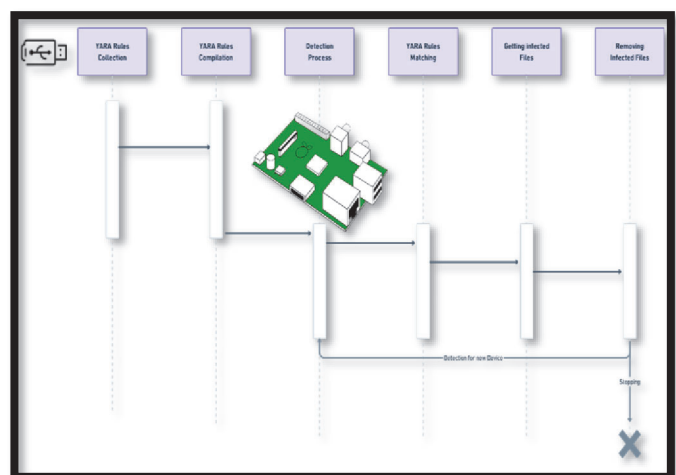 YARA Rules
Collection
YARA Rules
Compilation
Detection
Process
YARA Rules
Matching
Getting infected
Files
Removing
Infected Files
Detection for new Device
Stopping